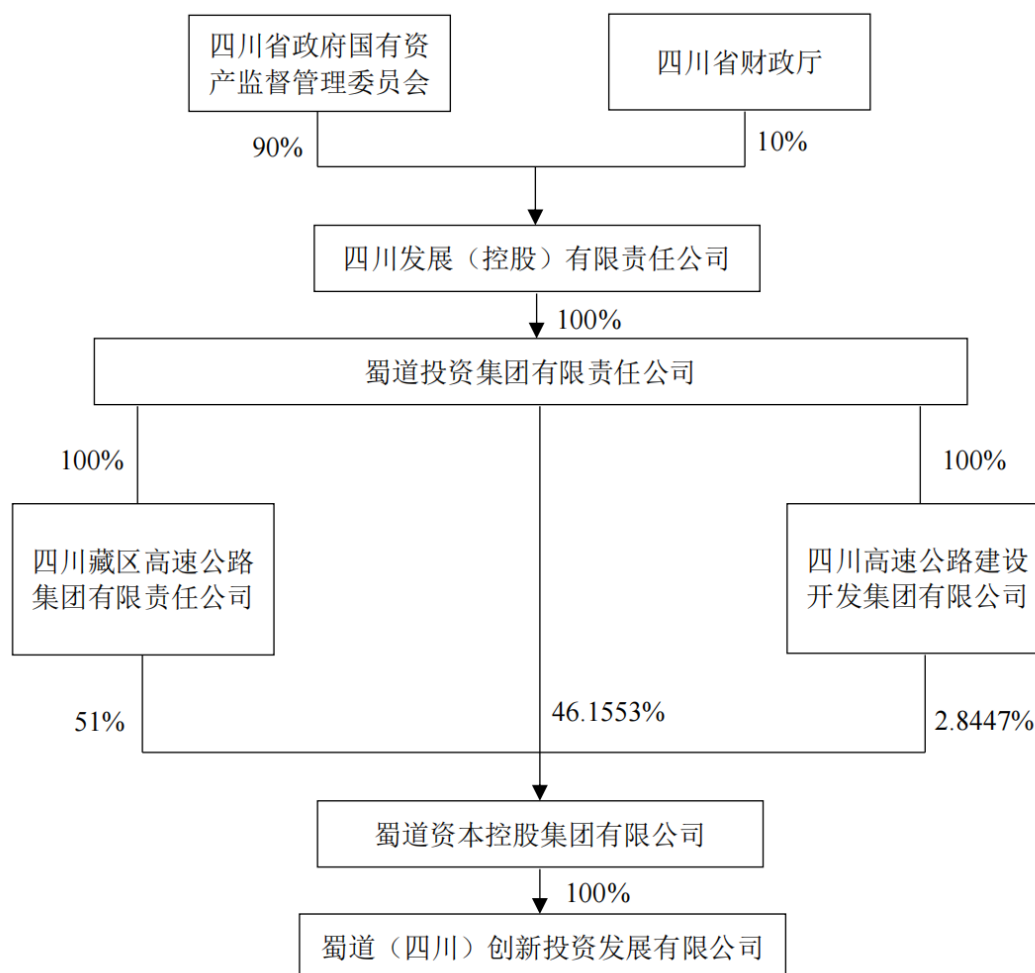 四川省政府国有资
产监督管理委员会
四川省财政厅
90%
10%
四川发展（控股）有限责任公司
100%
蜀道投资集团有限责任公司
100%
100%
四川藏区高速公路
集团有限责任公司
四川高速公路建设
开发集团有限公司
51%
46.1553%
2.8447%
蜀道资本控股集团有限公司
100%
蜀道（四川）创新投资发展有限公司